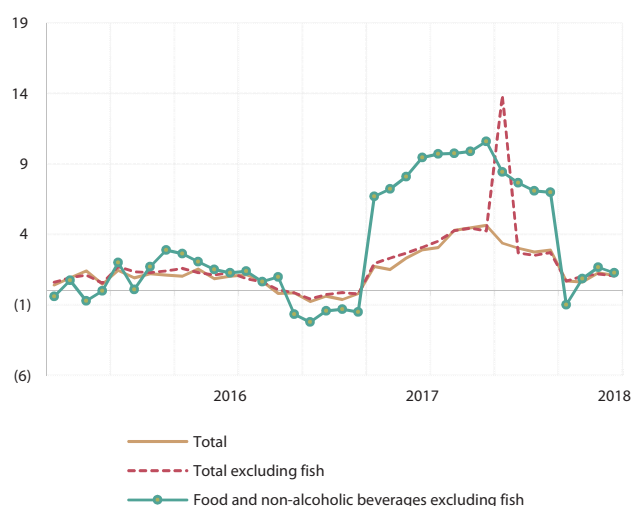 19
14
9
4
(1)
(6)
2016 2017 2018
Total
Total excluding fish
Food and non-alcoholic beverages excluding fish